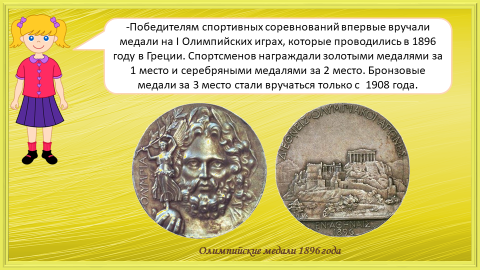 -Победителям спортивных соревнований впервые вручали
медали на I Олимпийских играх, которые проводились в 1896
году в Греции. Спортсменов награждали золотыми медалями за
1 место и серебряными медалями за 2 место. Бронзовые
медали за 3 место стали вручаться только с 1908 года.
Олимпийские медали 1896 года